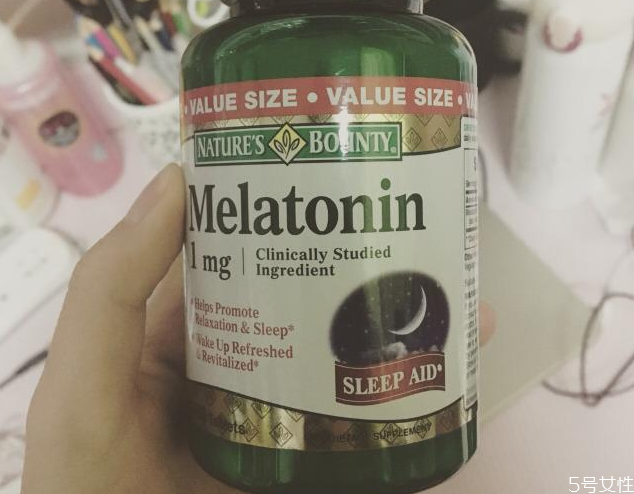 • VALUE SIZE • VALUE SIZE •
NATURE'S BOUNTY®
Melatonin
1 mg
Clinically Studied
Ingredient
• Helps Promote
Relaxation & Sleep*
• Wake Up Refreshed
& Revitalized*
SLEEP AID*
SUPPLEMENT
5号女性